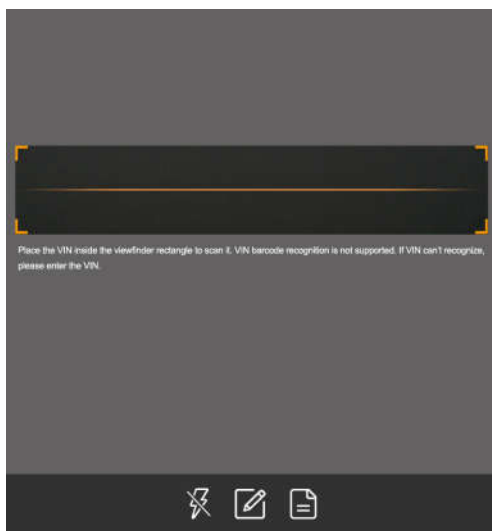 Place the VIN inside the viewfinder rectangle to scan it. VIN barcode recognition is not supported. If VIN can't recognize,
please enter the VIN.